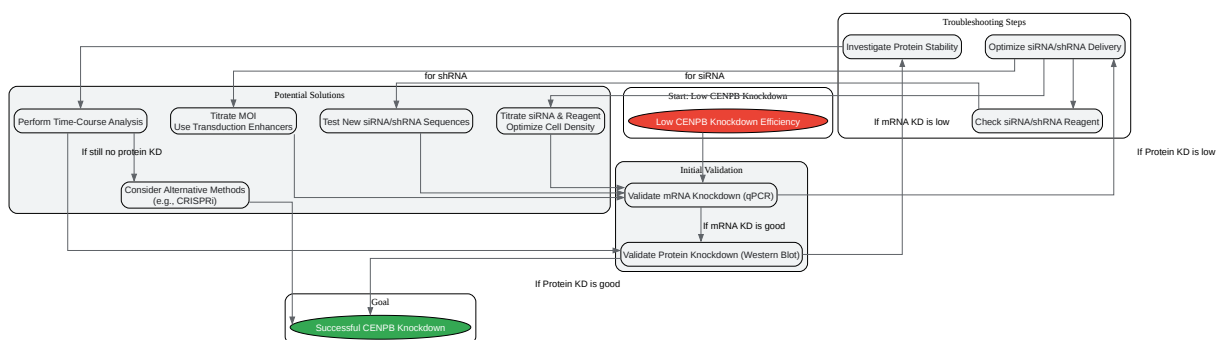 Troubleshooting Steps
Investigate Protein Stability
Optimize siRNA/shRNA Delivery
for shRNA
for siRNA
Potential Solutions
Start: Low CENPB Knockdown
Perform Time-Course Analysis
Titrate MOI
Use Transduction Enhancers
Test New siRNA/shRNA Sequences
Titrate siRNA & Reagent
Optimize Cell Density
Low CENPB Knockdown Efficiency
If mRNA KD is low
Check siRNA/shRNA Reagent
If still no protein KD
If Protein KD is low
Initial Validation
Consider Alternative Methods
(e.g., CRISPRi)
Validate mRNA Knockdown (qPCR)
If mRNA KD is good
Validate Protein Knockdown (Western Blot)
If Protein KD is good
Goal
Successful CENPB Knockdown